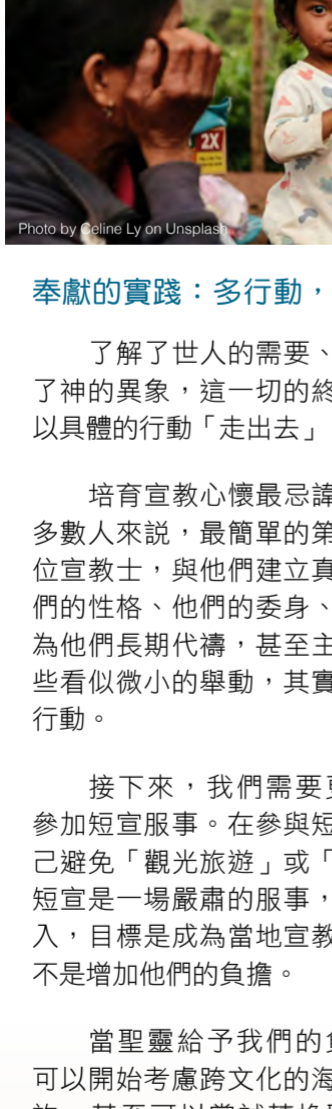 2X
Photo by Celine Ly on Unsplash
奉獻的實踐：多行動，
了解了世人的需要、
了神的異象，這一切的終
以具體的行動「走出去」
培育宣教心懷最忌諱
多數人來説，最簡單的第
位宣教士，與他們建立真
們的性格、他們的委身、
為他們長期代禱，甚至主
些看似微小的舉動，其實
行動。
接下來，我們需要
參加短宣服事。在參與短
己避免「觀光旅遊」或「
短宣是一場嚴肅的服事，
入，目標是成為當地宣教
不是增加他們的負擔。
當聖靈給予我們的負
可以開始考慮跨文化的海